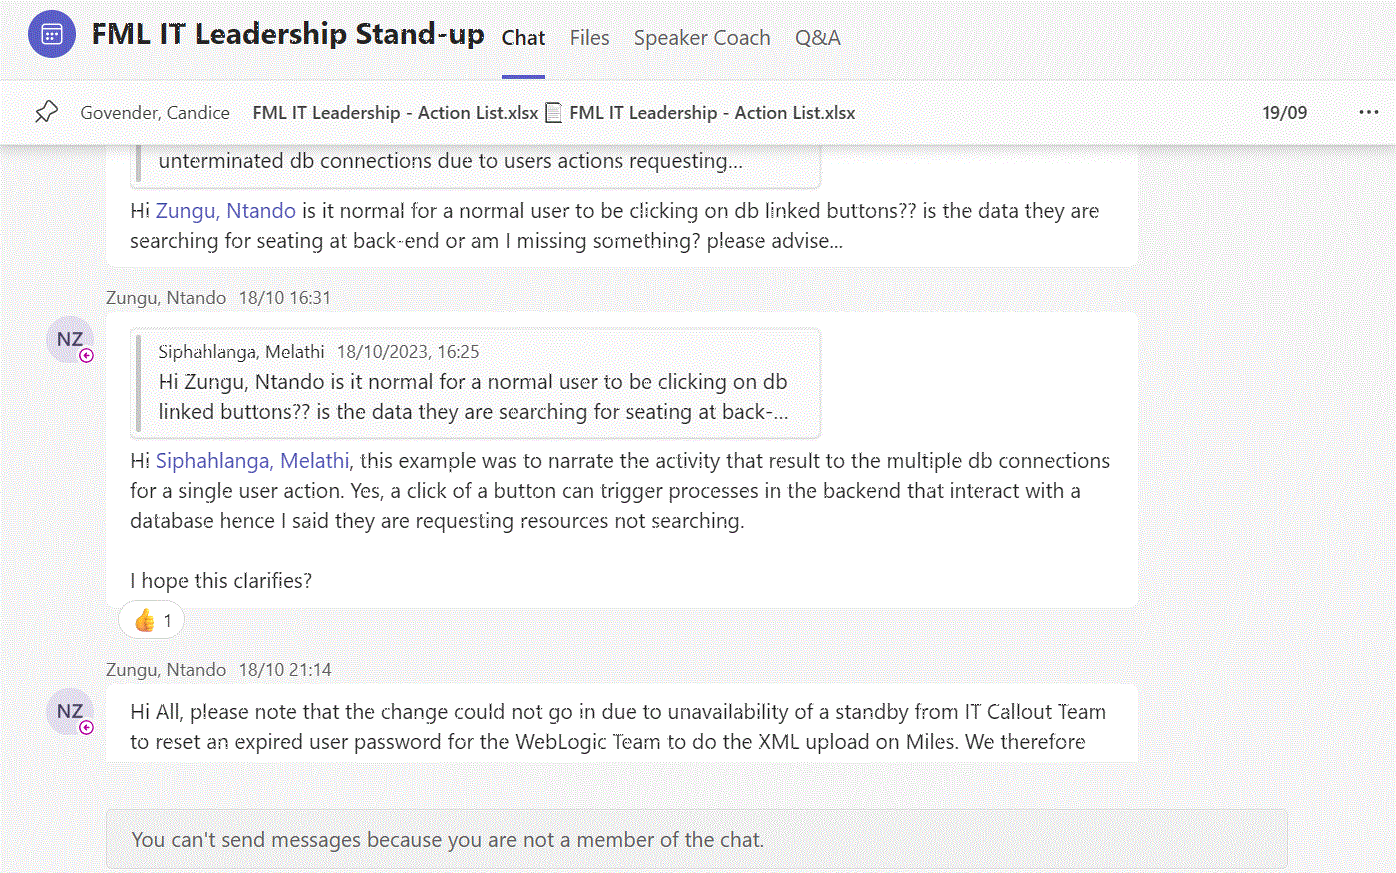 FML IT Leadership Stand-up Chat Files Speaker Coach Q&A
Govender, Candice FML IT Leadership - Action List.xlsx FML IT Leadership - Action List.xlsx 19/09 ...
unterminated db connections due to users actions requesting...
Hi Zungu, Ntando is it normal for a normal user to be clicking on db linked buttons?? is the data they are
searching for seating at back-end or am I missing something? please advise...
Zungu, Ntando 18/10 16:31
NZ
Siphahlanga, Melathi 18/10/2023, 16:25
Hi Zungu, Ntando is it normal for a normal user to be clicking on db
linked buttons?? is the data they are searching for seating at back-...
Hi Siphahlanga, Melathi, this example was to narrate the activity that result to the multiple db connections
for a single user action. Yes, a click of a button can trigger processes in the backend that interact with a
database hence I said they are requesting resources not searching.
I hope this clarifies?
👍 1
Zungu, Ntando 18/10 21:14
NZ
Hi All, please note that the change could not go in due to unavailability of a standby from IT Callout Team
to reset an expired user password for the WebLogic Team to do the XML upload on Miles. We therefore
You can't send messages because you are not a member of the chat.